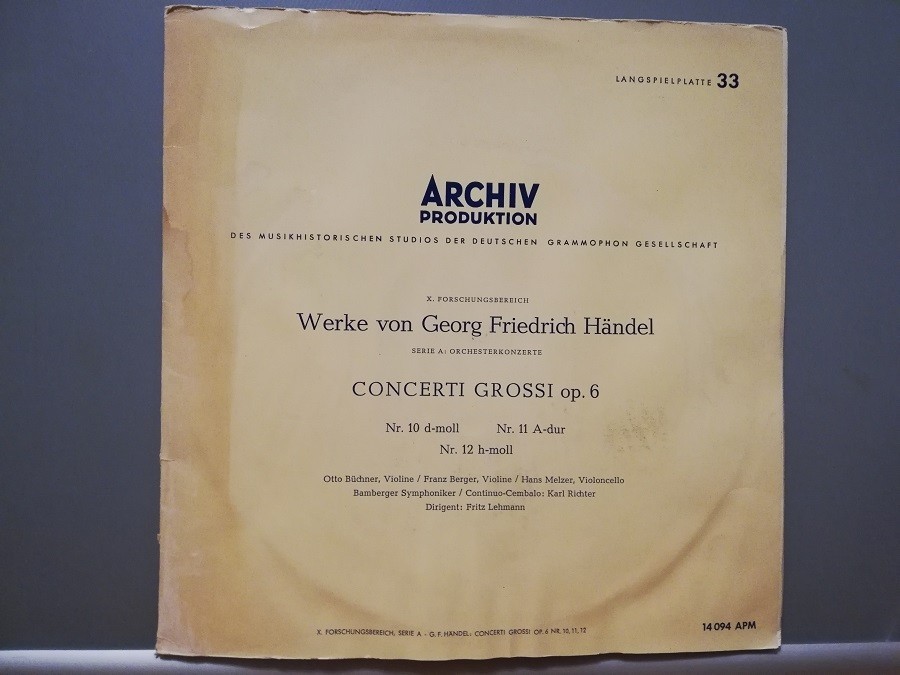 LANGSPIELPLATTE 33
ARCHIV
PRODUKTION
DES MUSIKHISTORISCHEN STUDIOS DER DEUTSCHEN GRAMMOPHON GESELLSCHAFT
X. FORSCHUNGSBEREICH
Werke von Georg Friedrich Händel
SERIE A: ORCHESTERKONZERTE
CONCERTI GROSSI op. 6
Nr. 10 d-moll Nr. 11 A-dur
Nr. 12 h-moll
Otto Büchner, Violine / Franz Berger, Violine / Hans Melzer, Violoncello
Bamberger Symphoniker / Continuo-Cembalo: Karl Richter
Dirigent: Fritz Lehmann
X. FORSCHUNGSBEREICH, SERIE A - G. F. HÄNDEL: CONCERTI GROSSI OP. 6 NR. 10, 11, 12
14 094 APM